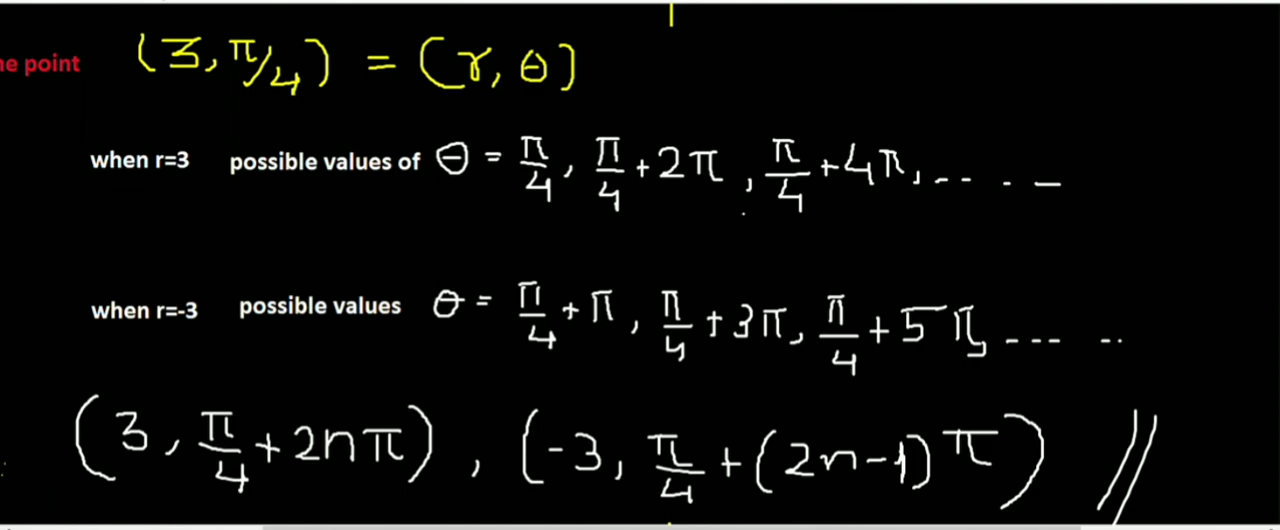 ne point (3, π/4) = (r, θ)
when r=3 possible values of θ = π/4, π/4 + 2π, π/4 + 4π, -- . . —
when r=-3 possible values θ = π/4 + π, π/4 + 3π, π/4 + 5π, --- ..
(3, π/4 + 2nπ), (-3, π/4 + (2n-1)π) //